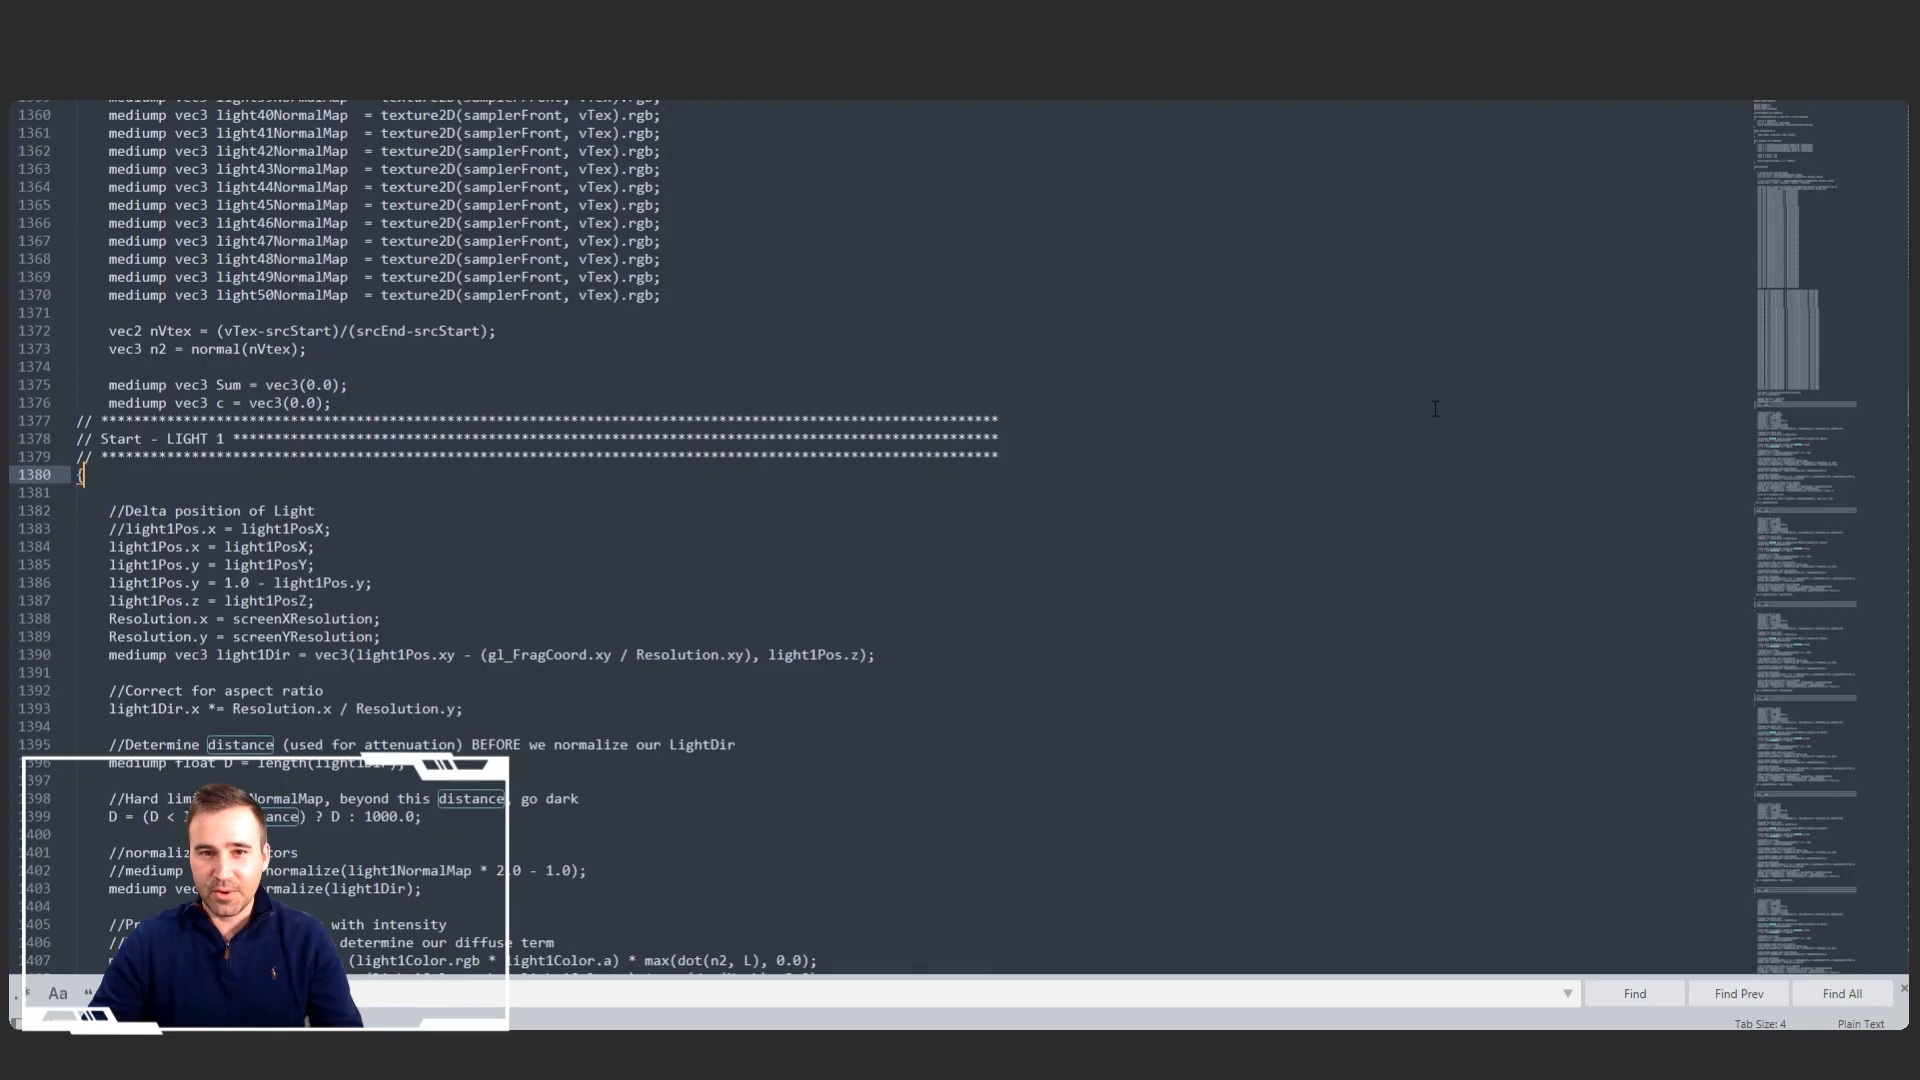 1360 mediump vec3 light40NormalMap = texture2D(samplerFront, vTex).rgb;
1361 mediump vec3 light41NormalMap = texture2D(samplerFront, vTex).rgb;
1362 mediump vec3 light42NormalMap = texture2D(samplerFront, vTex).rgb;
1363 mediump vec3 light43NormalMap = texture2D(samplerFront, vTex).rgb;
1364 mediump vec3 light44NormalMap = texture2D(samplerFront, vTex).rgb;
1365 mediump vec3 light45NormalMap = texture2D(samplerFront, vTex).rgb;
1366 mediump vec3 light46NormalMap = texture2D(samplerFront, vTex).rgb;
1367 mediump vec3 light47NormalMap = texture2D(samplerFront, vTex).rgb;
1368 mediump vec3 light48NormalMap = texture2D(samplerFront, vTex).rgb;
1369 mediump vec3 light49NormalMap = texture2D(samplerFront, vTex).rgb;
1370 mediump vec3 light50NormalMap = texture2D(samplerFront, vTex).rgb;
1371
1372 vec2 nVtex = (vTex-srcStart)/(srcEnd-srcStart);
1373 vec3 n2 = normal(nVtex);
1374
1375 mediump vec3 Sum = vec3(0.0);
1376 mediump vec3 c = vec3(0.0);
1377 // *************************************************************************************************************
1378 // Start - LIGHT 1 *********************************************************************************************
1379 // *************************************************************************************************************
1380 {
1381
1382 //Delta position of Light
1383 //light1Pos.x = light1PosX;
1384 light1Pos.x = light1PosX;
1385 light1Pos.y = light1PosY;
1386 light1Pos.y = 1.0 - light1Pos.y;
1387 light1Pos.z = light1PosZ;
1388 Resolution.x = screenXResolution;
1389 Resolution.y = screenYResolution;
1390 mediump vec3 light1Dir = vec3(light1Pos.xy - (gl_FragCoord.xy / Resolution.xy), light1Pos.z);
1391
1392 //Correct for aspect ratio
1393 light1Dir.x *= Resolution.x / Resolution.y;
1394
1395 //Determine distance (used for attenuation) BEFORE we normalize our LightDir
1396 mediump float D = length(light1Dir);
1397
1398 //Hard NormalMap, beyond this distance, go dark
1399 D = (D < ) ? D : 1000.0;
1400
1401
1402 //mediump normalize(light1NormalMap * 2.0 - 1.0);
1403 mediump (light1Dir);
1404
1405 with intensity
1406 determine our diffuse term
1407 (light1Color.rgb * light1Color.a) * max(dot(n2, L), 0.0);
.* Aa “” Find Find Prev Find All
Tab Size: 4 Plain Text